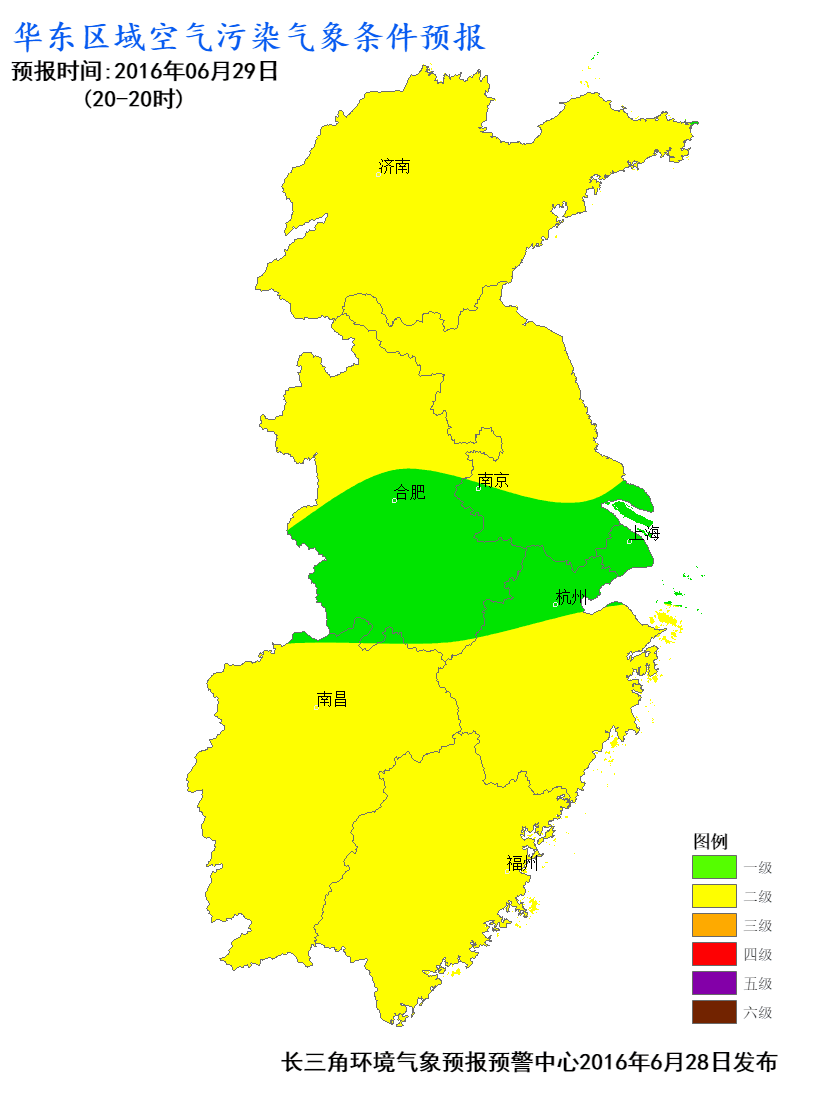 华东区域空气污染气象条件预报
预报时间:2016年06月29日
(20-20时)
济南
南京
合肥
上海
杭州
南昌
福州
图例
一级
二级
三级
四级
五级
六级
长三角环境气象预报预警中心2016年6月28日发布